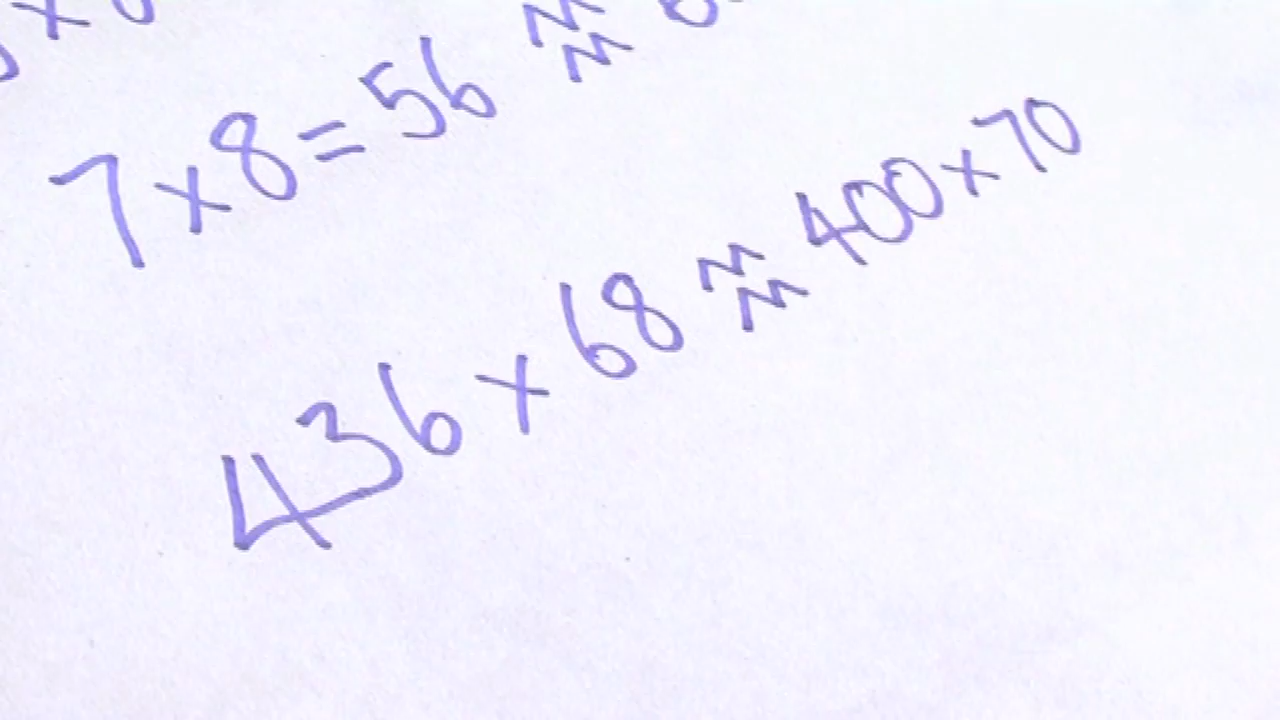 7 x 8 = 56 ≈
436 x 68 ≈ 400 x 70